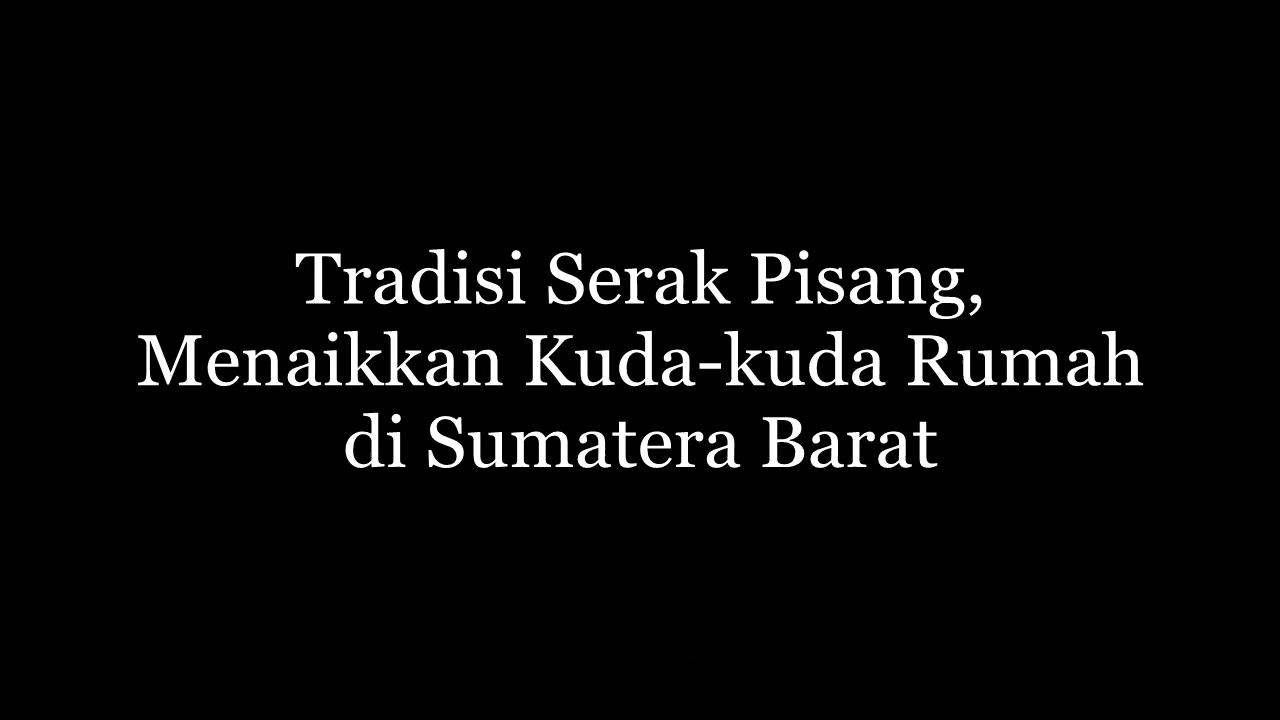 Tradisi Serak Pisang,
Menaikkan Kuda-kuda Rumah
di Sumatera Barat